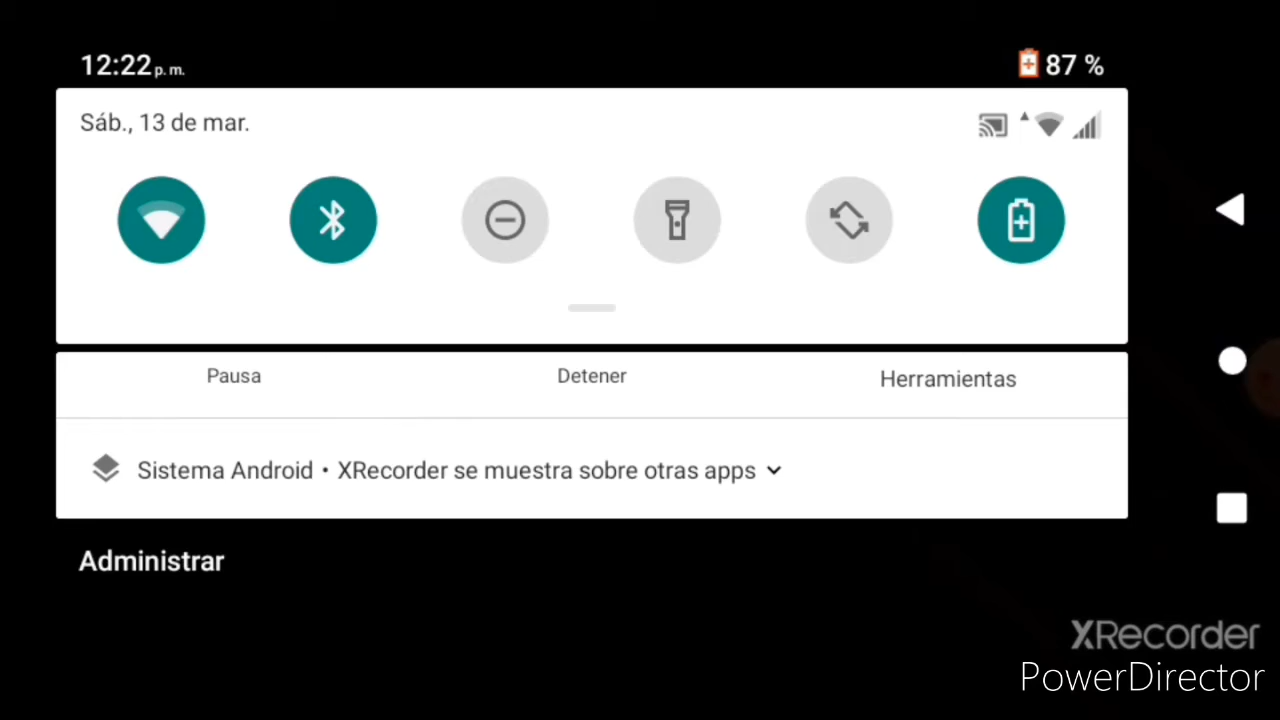 12:22 p. m.
87 %
Sáb., 13 de mar.
Pausa
Detener
Herramientas
Sistema Android • XRecorder se muestra sobre otras apps
Administrar
XRecorder
PowerDirector